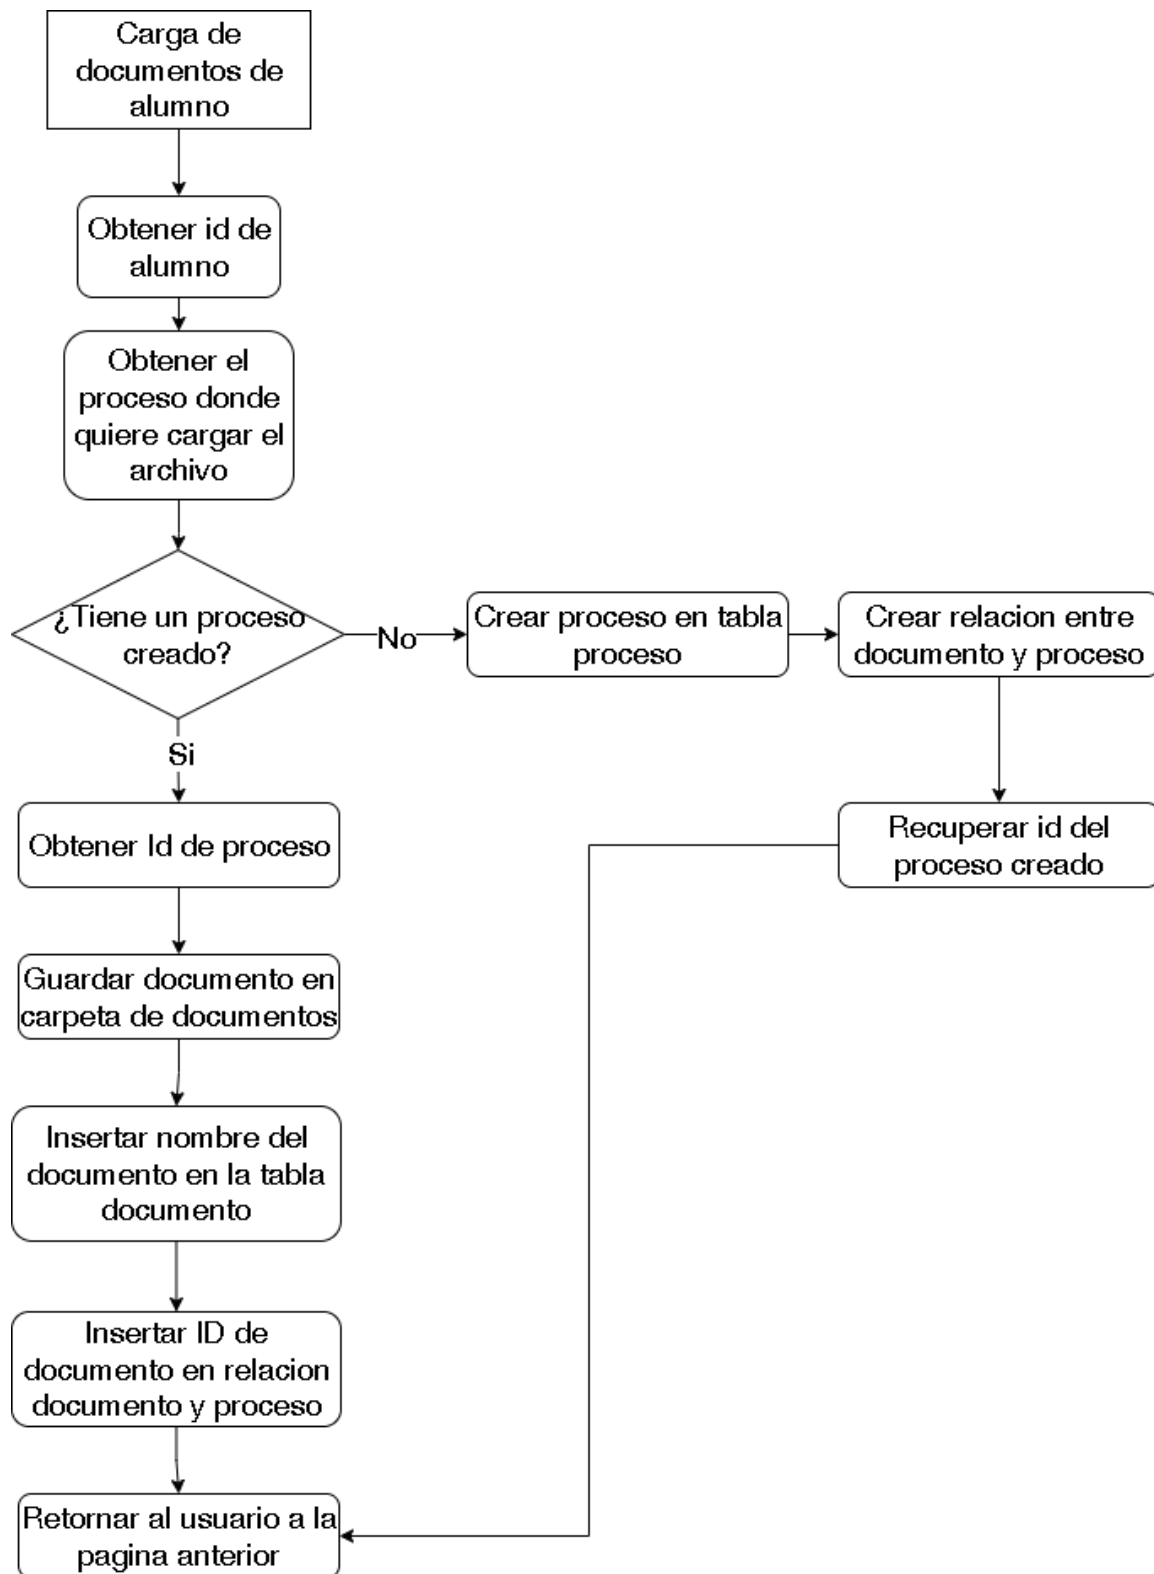 Carga de
documentos de
alumno
Obtener id de
alumno
Obtener el
proceso donde
quiere cargar el
archivo
¿Tiene un proceso
creado?
No
Crear proceso en tabla
proceso
Crear relacion entre
documento y proceso
Si
Obtener Id de proceso
Recuperar id del
proceso creado
Guardar documento en
carpeta de documentos
Insertar nombre del
documento en la tabla
documento
Insertar ID de
documento en relacion
documento y proceso
Retornar al usuario a la
pagina anterior